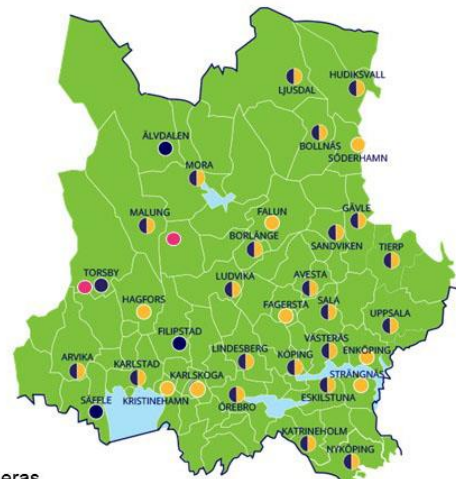 HUDIKSVALL
LJUSDAL
ÄLVDALEN
BOLLNÄS
SÖDERHAMN
MORA
MALUNG
FALUN
GÄVLE
BORLÄNGE
SANDVIKEN
TIERP
TORSBY
LUDVIKA
AVESTA
HAGFORS
FAGERSTA
SALA
UPPSALA
FILIPSTAD
LINDESBERG
VÄSTERÅS
ENKÖPING
ARVIKA
KARLSTAD
KARLSKOGA
KÖPING
STRÄNGNÄS
SÄFFLE
KRISTINEHAMN
ÖREBRO
ESKILSTUNA
KATRINEHOLM
NYKÖPING
eras